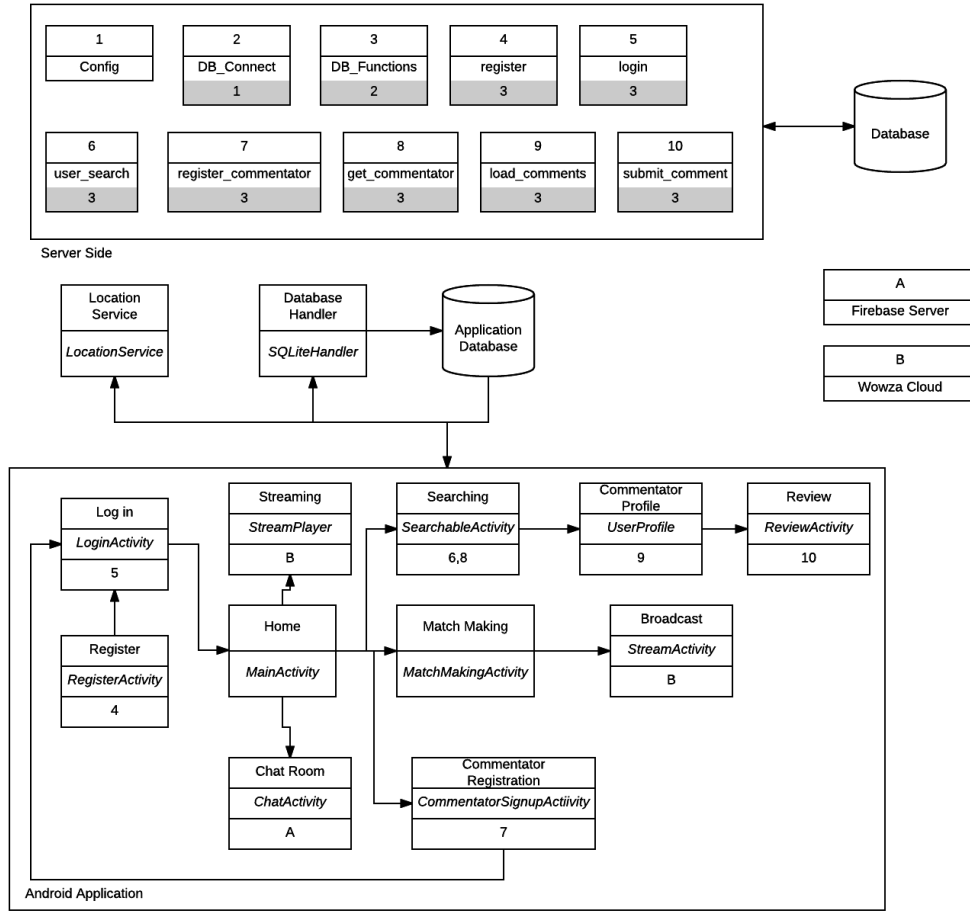 1
Config
2
DB_Connect
1
3
DB_Functions
2
4
register
3
5
login
3
6
user_search
3
7
register_commentator
3
8
get_commentator
3
9
load_comments
3
10
submit_comment
3
Server Side
Database
Location
Service
LocationService
Database
Handler
SQLiteHandler
Application
Database
A
Firebase Server
B
Wowza Cloud
Log in
LoginActivity
5
Register
RegisterActivity
4
Streaming
StreamPlayer
B
Home
MainActivity
Chat Room
ChatActivity
A
Searching
SearchableActivity
6,8
Match Making
MatchMakingActivity
Commentator
Registration
CommentatorSignupActiivity
7
Commentator
Profile
UserProfile
9
Broadcast
StreamActivity
B
Review
ReviewActivity
10
Android Application